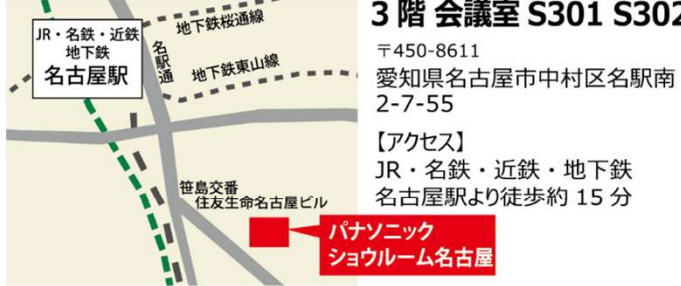 3階 会議室 S301 S302
〒450-8611
愛知県名古屋市中村区名駅南
2-7-55
【アクセス】
JR・名鉄・近鉄・地下鉄
名古屋駅より徒歩約 15 分
JR・名鉄・近鉄
地下鉄
名古屋駅
地下鉄桜通線
名駅通
地下鉄東山線
笹島交番
住友生命名古屋ビル
パナソニック
ショウルーム名古屋